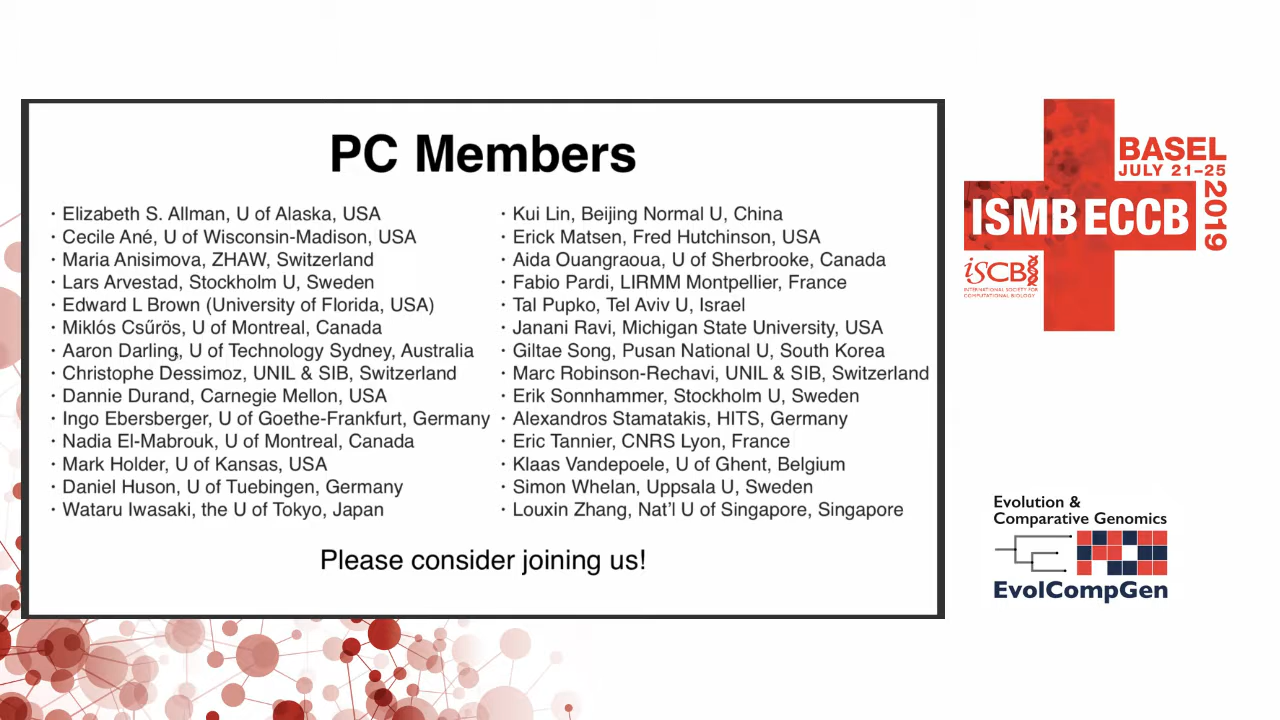 PC Members
· Elizabeth S. Allman, U of Alaska, USA
· Cecile Ané, U of Wisconsin-Madison, USA
· Maria Anisimova, ZHAW, Switzerland
· Lars Arvestad, Stockholm U, Sweden
· Edward L Brown (University of Florida, USA)
· Miklós Csűrös, U of Montreal, Canada
· Aaron Darling, U of Technology Sydney, Australia
· Christophe Dessimoz, UNIL & SIB, Switzerland
· Dannie Durand, Carnegie Mellon, USA
· Ingo Ebersberger, U of Goethe-Frankfurt, Germany
· Nadia El-Mabrouk, U of Montreal, Canada
· Mark Holder, U of Kansas, USA
· Daniel Huson, U of Tuebingen, Germany
· Wataru Iwasaki, the U of Tokyo, Japan
· Kui Lin, Beijing Normal U, China
· Erick Matsen, Fred Hutchinson, USA
· Aida Ouangraoua, U of Sherbrooke, Canada
· Fabio Pardi, LIRMM Montpellier, France
· Tal Pupko, Tel Aviv U, Israel
· Janani Ravi, Michigan State University, USA
· Giltae Song, Pusan National U, South Korea
· Marc Robinson-Rechavi, UNIL & SIB, Switzerland
· Erik Sonnhammer, Stockholm U, Sweden
· Alexandros Stamatakis, HITS, Germany
· Eric Tannier, CNRS Lyon, France
· Klaas Vandepoele, U of Ghent, Belgium
· Simon Whelan, Uppsala U, Sweden
· Louxin Zhang, Nat'l U of Singapore, Singapore
Please consider joining us!
BASEL
JULY 21–25
2019
ISMB ECCB
ISCB
INTERNATIONAL SOCIETY FOR
COMPUTATIONAL BIOLOGY
Evolution &
Comparative Genomics
EvolCompGen